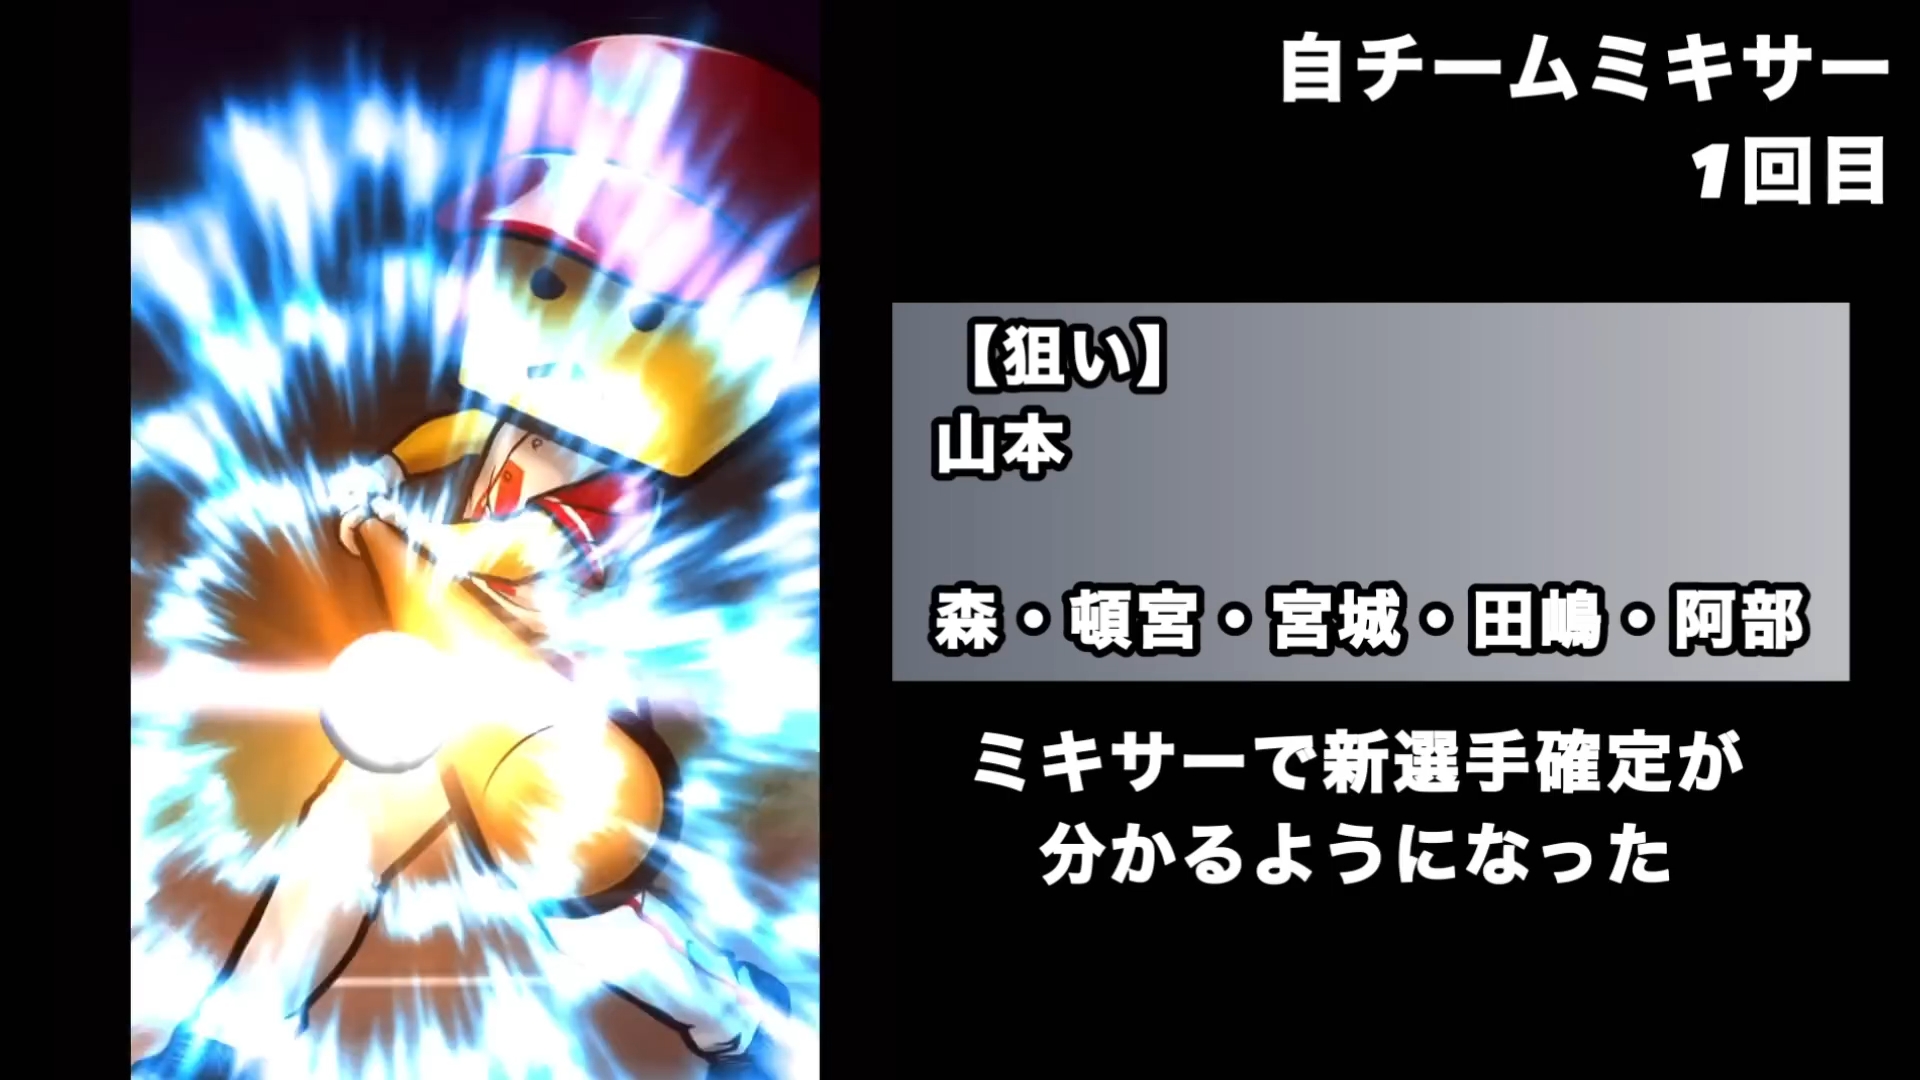 自チームミキサー
1回目
【狙い】
山本
森・頓宮・宮城・田嶋・阿部
ミキサーで新選手確定が
分かるようになった